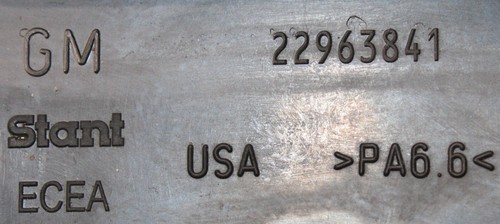 GM 22963841
Stant
USA >PA6.6<
ECEA